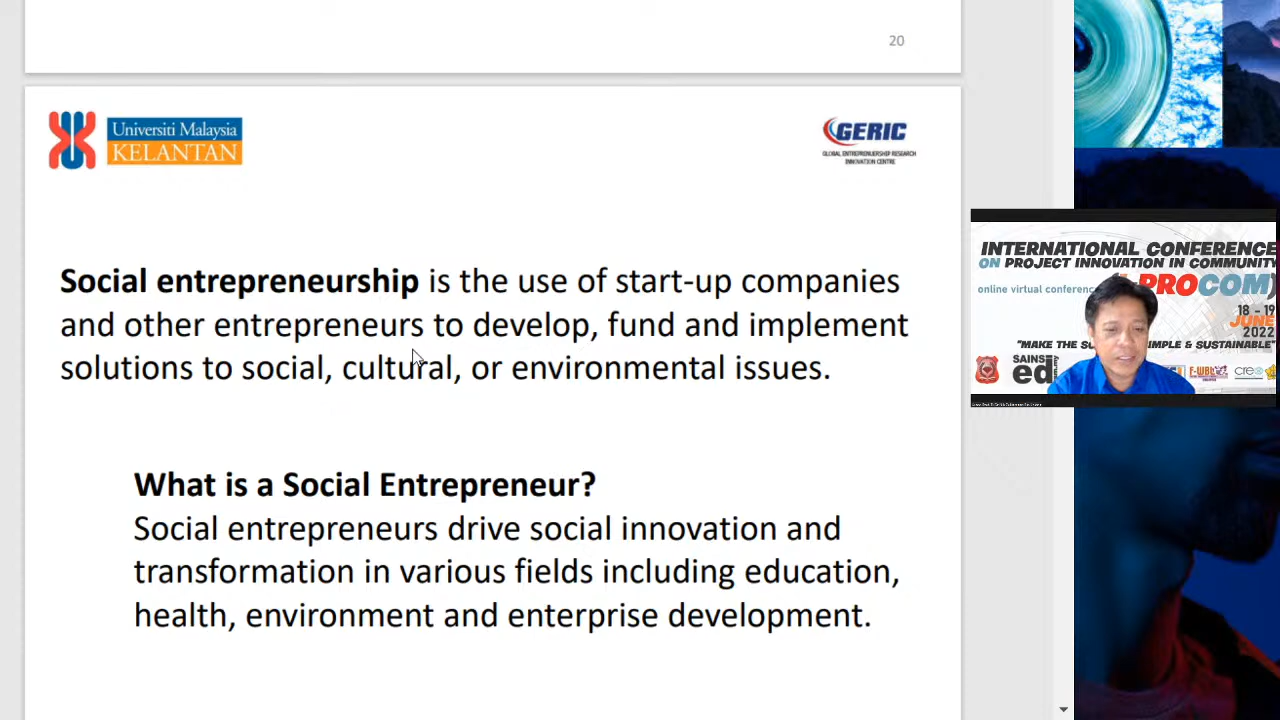 20
Universiti Malaysia
KELANTAN
GERIC
GLOBAL ENTREPRENEURSHIP RESEARCH
INNOVATION CENTRE
Social entrepreneurship is the use of start-up companies
and other entrepreneurs to develop, fund and implement
solutions to social, cultural, or environmental issues.
What is a Social Entrepreneur?
Social entrepreneurs drive social innovation and
transformation in various fields including education,
health, environment and enterprise development.
INTERNATIONAL CONFERENCE
ON PROJECT INNOVATION IN COMMUNITY
PROCOM)
online virtual conference
18 - 19
JUNE
2022
"MAKE THE IMPLE & SUSTAINABLE"
SAINS
ed